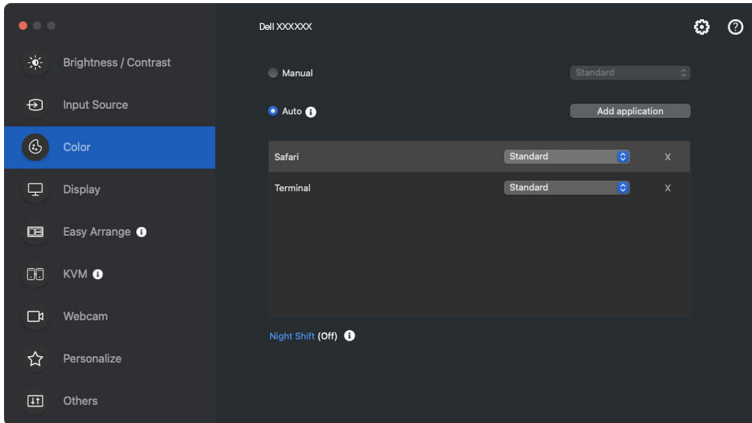 Dell XXXXXX
Brightness / Contrast
Input Source
Color
Display
Easy Arrange
KVM
Webcam
Personalize
Others
Manual
Standard
Auto
Add application
Safari
Standard
X
Terminal
Standard
X
Night Shift (Off)